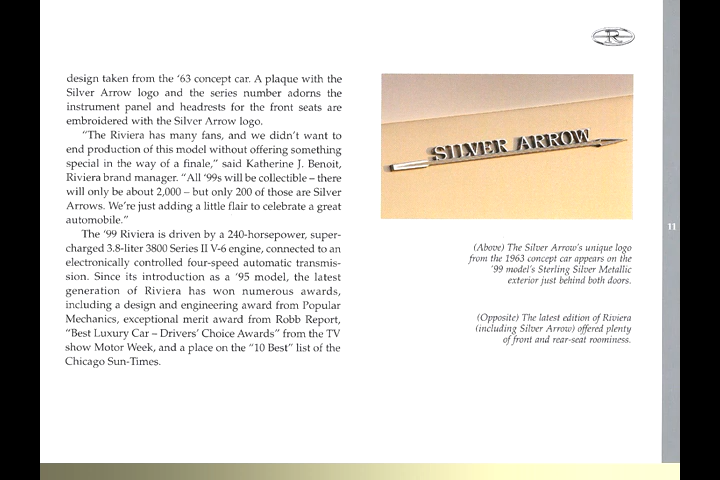 design taken from the ‘63 concept car. A plaque with the
Silver Arrow logo and the series number adorns the
instrument panel and headrests for the front seats are
embroidered with the Silver Arrow logo.
“The Riviera has many fans, and we didn’t want to
end production of this model without offering something
special in the way of a finale,” said Katherine J. Benoit,
Riviera brand manager. “All ‘99s will be collectible – there
will only be about 2,000 – but only 200 of those are Silver
Arrows. We’re just adding a little flair to celebrate a great
automobile.”
The ‘99 Riviera is driven by a 240-horsepower, super-
charged 3.8-liter 3800 Series II V-6 engine, connected to an
electronically controlled four-speed automatic transmis-
sion. Since its introduction as a ‘95 model, the latest
generation of Riviera has won numerous awards,
including a design and engineering award from Popular
Mechanics, exceptional merit award from Robb Report,
“Best Luxury Car – Drivers’ Choice Awards” from the TV
show Motor Week, and a place on the “10 Best” list of the
Chicago Sun-Times.
R
SILVER ARROW
(Above) The Silver Arrow’s unique logo
from the 1963 concept car appears on the
‘99 model’s Sterling Silver Metallic
exterior just behind both doors.
(Opposite) The latest edition of Riviera
(including Silver Arrow) offered plenty
of front and rear-seat roominess.
11